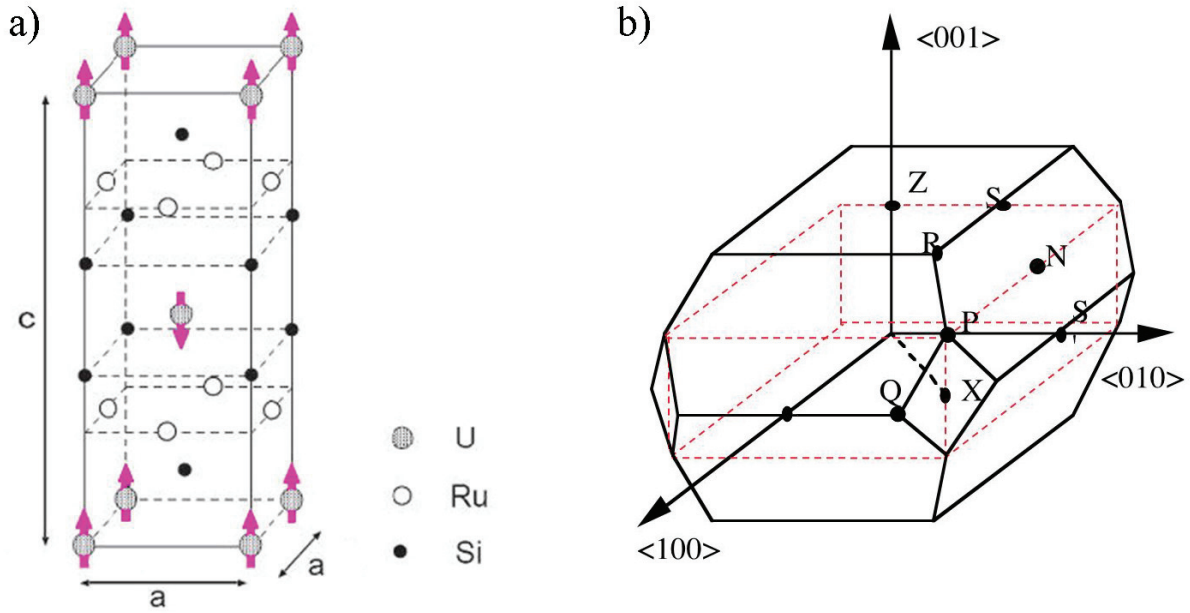 a)
c
a
a
U
Ru
Si
b)
<001>
Z
S
R
N
P
S
'
<010>
Q
X
<100>